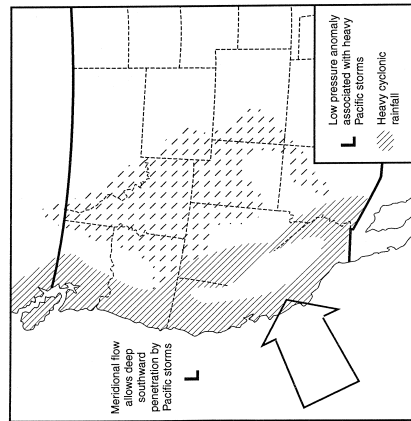 Meridional flow
allows deep
southward
penetration by
Pacific storms
L
L
Low pressure anomaly
associated with heavy
Pacific storms
Heavy cyclonic
rainfall